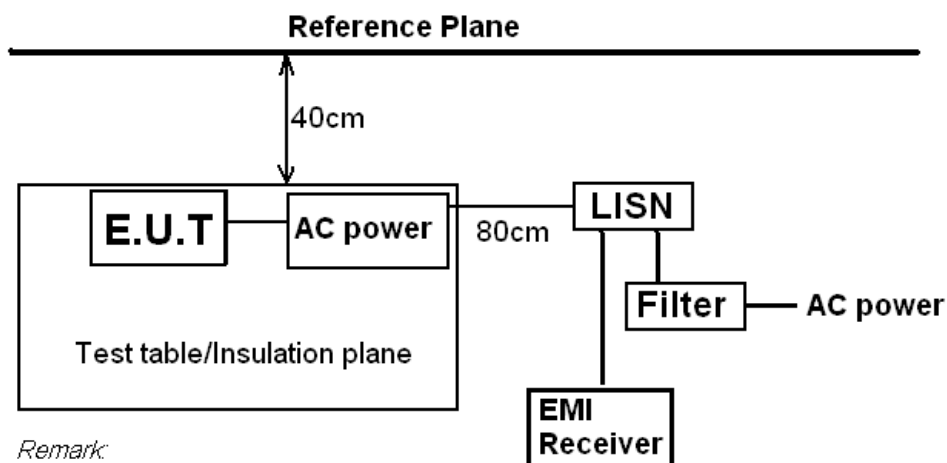 Reference Plane
40cm
E.U.T
AC power
80cm
LISN
Filter
AC power
Test table/Insulation plane
EMI
Receiver
Remark: